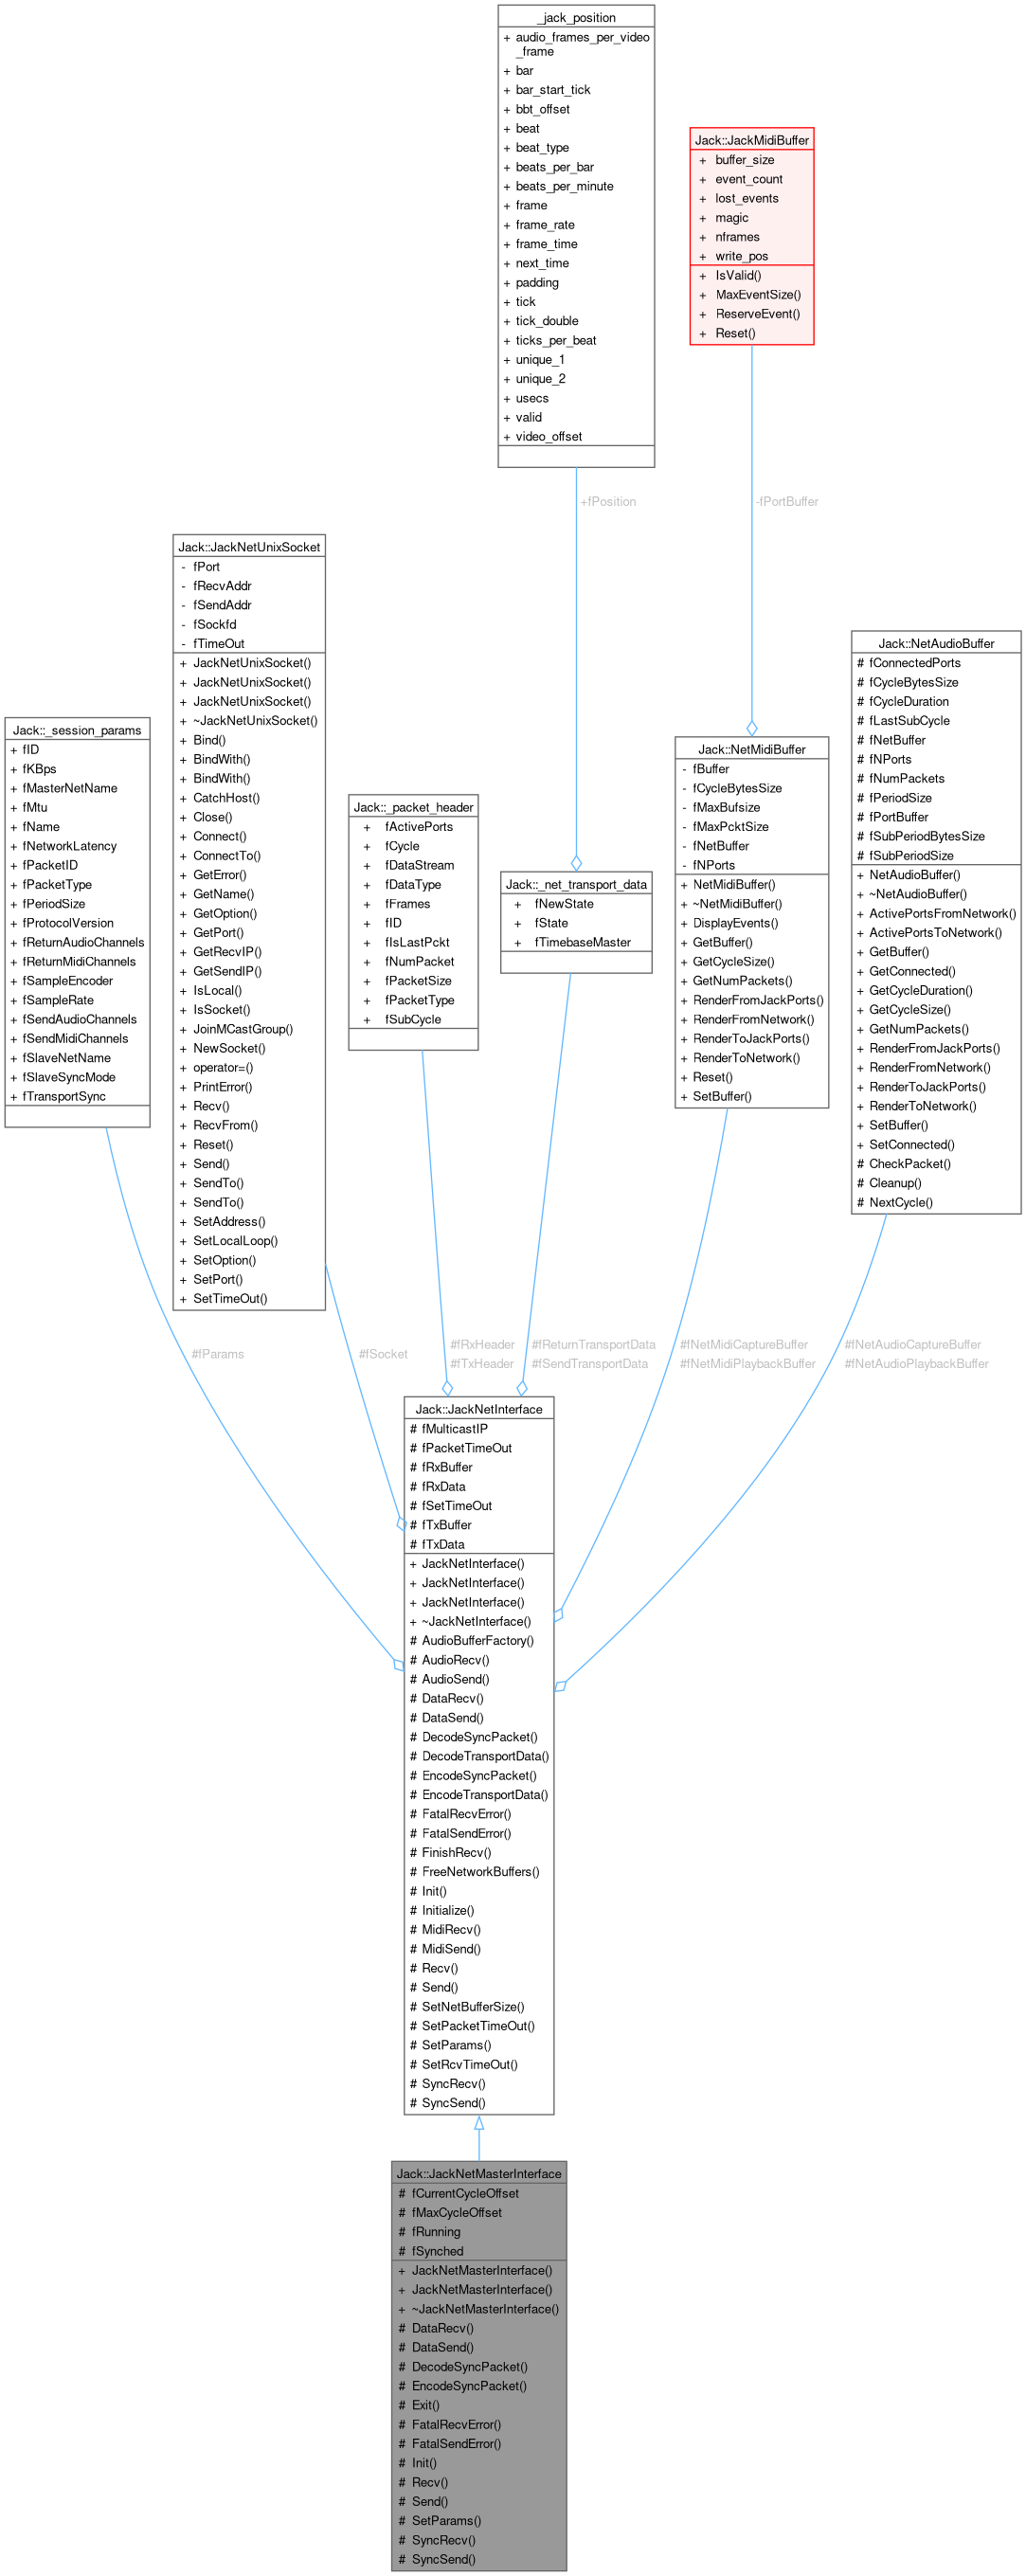 _jack_position
+ audio_frames_per_video
_frame
+ bar
+ bar_start_tick
+ bbt_offset
+ beat
+ beat_type
+ beats_per_bar
+ beats_per_minute
+ frame
+ frame_rate
+ frame_time
+ next_time
+ padding
+ tick
+ tick_double
+ ticks_per_beat
+ unique_1
+ unique_2
+ usecs
+ valid
+ video_offset
Jack::JackMidiBuffer
+ buffer_size
+ event_count
+ lost_events
+ magic
+ nframes
+ write_pos
+ IsValid()
+ MaxEventSize()
+ ReserveEvent()
+ Reset()
+fPosition
-fPortBuffer
Jack::JackNetUnixSocket
- fPort
- fRecvAddr
- fSendAddr
- fSockfd
- fTimeOut
+ JackNetUnixSocket()
+ JackNetUnixSocket()
+ JackNetUnixSocket()
+ ~JackNetUnixSocket()
+ Bind()
+ BindWith()
+ BindWith()
+ CatchHost()
+ Close()
+ Connect()
+ ConnectTo()
+ GetError()
+ GetName()
+ GetOption()
+ GetPort()
+ GetRecvIP()
+ GetSendIP()
+ IsLocal()
+ IsSocket()
+ JoinMCastGroup()
+ NewSocket()
+ operator=()
+ PrintError()
+ Recv()
+ RecvFrom()
+ Reset()
+ Send()
+ SendTo()
+ SendTo()
+ SetAddress()
+ SetLocalLoop()
+ SetOption()
+ SetPort()
+ SetTimeOut()
Jack::NetAudioBuffer
# fConnectedPorts
# fCycleBytesSize
# fCycleDuration
# fLastSubCycle
# fNetBuffer
# fNPorts
# fNumPackets
# fPeriodSize
# fPortBuffer
# fSubPeriodBytesSize
# fSubPeriodSize
+ NetAudioBuffer()
+ ~NetAudioBuffer()
+ ActivePortsFromNetwork()
+ ActivePortsToNetwork()
+ GetBuffer()
+ GetConnected()
+ GetCycleDuration()
+ GetCycleSize()
+ GetNumPackets()
+ RenderFromJackPorts()
+ RenderFromNetwork()
+ RenderToJackPorts()
+ RenderToNetwork()
+ SetBuffer()
+ SetConnected()
# CheckPacket()
# Cleanup()
# NextCycle()
Jack::_session_params
+ fID
+ fKBps
+ fMasterNetName
+ fMtu
+ fName
+ fNetworkLatency
+ fPacketID
+ fPacketType
+ fPeriodSize
+ fProtocolVersion
+ fReturnAudioChannels
+ fReturnMidiChannels
+ fSampleEncoder
+ fSampleRate
+ fSendAudioChannels
+ fSendMidiChannels
+ fSlaveNetName
+ fSlaveSyncMode
+ fTransportSync
Jack::NetMidiBuffer
- fBuffer
- fCycleBytesSize
- fMaxBufsize
- fMaxPcktSize
- fNetBuffer
- fNPorts
+ NetMidiBuffer()
+ ~NetMidiBuffer()
+ DisplayEvents()
+ GetBuffer()
+ GetCycleSize()
+ GetNumPackets()
+ RenderFromJackPorts()
+ RenderFromNetwork()
+ RenderToJackPorts()
+ RenderToNetwork()
+ Reset()
+ SetBuffer()
Jack::_packet_header
+ fActivePorts
+ fCycle
+ fDataStream
+ fDataType
+ fFrames
+ fID
+ fIsLastPckt
+ fNumPacket
+ fPacketSize
+ fPacketType
+ fSubCycle
Jack::_net_transport_data
+ fNewState
+ fState
+ fTimebaseMaster
#fParams
#fSocket
#fRxHeader
#fTxHeader
#fReturnTransportData
#fSendTransportData
#fNetMidiCaptureBuffer
#fNetMidiPlaybackBuffer
#fNetAudioCaptureBuffer
#fNetAudioPlaybackBuffer
Jack::JackNetInterface
# fMulticastIP
# fPacketTimeOut
# fRxBuffer
# fRxData
# fSetTimeOut
# fTxBuffer
# fTxData
+ JackNetInterface()
+ JackNetInterface()
+ JackNetInterface()
+ ~JackNetInterface()
# AudioBufferFactory()
# AudioRecv()
# AudioSend()
# DataRecv()
# DataSend()
# DecodeSyncPacket()
# DecodeTransportData()
# EncodeSyncPacket()
# EncodeTransportData()
# FatalRecvError()
# FatalSendError()
# FinishRecv()
# FreeNetworkBuffers()
# Init()
# Initialize()
# MidiRecv()
# MidiSend()
# Recv()
# Send()
# SetNetBufferSize()
# SetPacketTimeOut()
# SetParams()
# SetRcvTimeOut()
# SyncRecv()
# SyncSend()
Jack::JackNetMasterInterface
# fCurrentCycleOffset
# fMaxCycleOffset
# fRunning
# fSynched
+ JackNetMasterInterface()
+ JackNetMasterInterface()
+ ~JackNetMasterInterface()
# DataRecv()
# DataSend()
# DecodeSyncPacket()
# EncodeSyncPacket()
# Exit()
# FatalRecvError()
# FatalSendError()
# Init()
# Recv()
# Send()
# SetParams()
# SyncRecv()
# SyncSend()